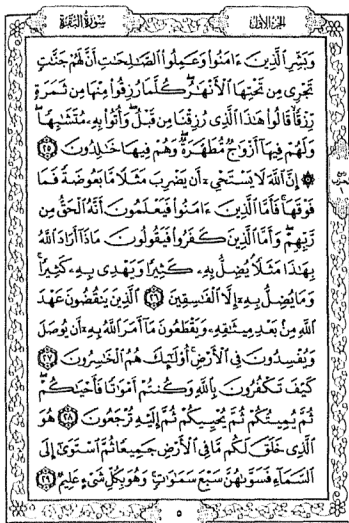 الجزء الأول سورة البقرة
وَبَشِّرِ الَّذِينَ ءَامَنُوا وَعَمِلُوا الصَّـٰلِحَـٰتِ أَنَّ لَهُمْ جَنَّـٰتٍ
تَجْرِي مِن تَحْتِهَا الْأَنْهَـٰرُ ۖ كُلَّمَا رُزِقُوا مِنْهَا مِن ثَمَرَةٍ
رِّزْقًا ۙ قَالُوا هَـٰذَا الَّذِي رُزِقْنَا مِن قَبْلُ ۖ وَأُتُوا بِهِۦ مُتَشَـٰبِهًا ۖ
وَلَهُمْ فِيهَا أَزْوَٰجٌ مُّطَهَّرَةٌ ۖ وَهُمْ فِيهَا خَـٰلِدُونَ ٢٥
۞ إِنَّ اللَّهَ لَا يَسْتَحْيِۦ أَن يَضْرِبَ مَثَلًا مَّا بَعُوضَةً فَمَا
فَوْقَهَا ۚ فَأَمَّا الَّذِينَ ءَامَنُوا فَيَعْلَمُونَ أَنَّهُ الْحَقُّ مِن
رَّبِّهِمْ ۖ وَأَمَّا الَّذِينَ كَفَرُوا فَيَقُولُونَ مَاذَا أَرَادَ اللَّهُ
بِهَـٰذَا مَثَلًا ۘ يُضِلُّ بِهِۦ كَثِيرًا وَيَهْدِي بِهِۦ كَثِيرًا ۚ
وَمَا يُضِلُّ بِهِۦ إِلَّا الْفَـٰسِقِينَ ٢٦ الَّذِينَ يَنقُضُونَ عَهْدَ
اللَّهِ مِنۢ بَعْدِ مِيثَـٰقِهِۦ وَيَقْطَعُونَ مَا أَمَرَ اللَّهُ بِهِۦ أَن يُوصَلَ
وَيُفْسِدُونَ فِي الْأَرْضِ ۚ أُولَـٰئِكَ هُمُ الْخَـٰسِرُونَ ٢٧
كَيْفَ تَكْفُرُونَ بِاللَّهِ وَكُنتُمْ أَمْوَٰتًا فَأَحْيَـٰكُمْ ۖ
ثُمَّ يُمِيتُكُمْ ثُمَّ يُحْيِيكُمْ ثُمَّ إِلَيْهِ تُرْجَعُونَ ٢٨ هُوَ
الَّذِي خَلَقَ لَكُم مَّا فِي الْأَرْضِ جَمِيعًا ثُمَّ اسْتَوَىٰ إِلَى
السَّمَاءِ فَسَوَّىٰهُنَّ سَبْعَ سَمَـٰوَٰتٍ ۚ وَهُوَ بِكُلِّ شَيْءٍ عَلِيمٌ ٢٩
٥